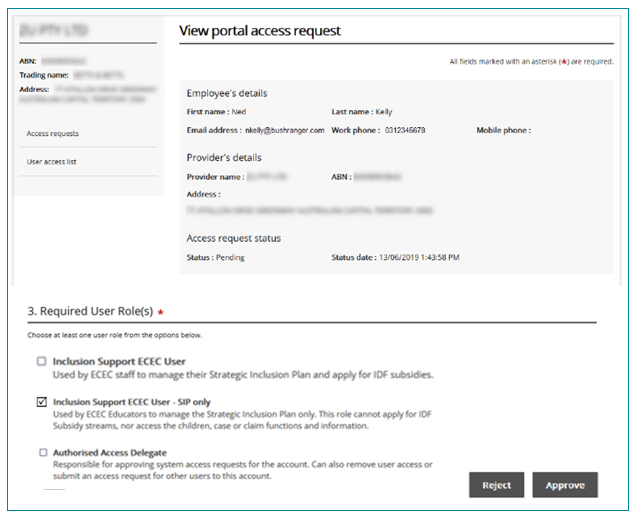 View portal access request
All fields marked with an asterisk (★) are required.
ABN:
Trading name:
Address:
Access requests
User access list
Employee's details
First name : Ned Last name : Kelly
Email address : nkelly@bushranger.com Work phone : 0312345678 Mobile phone :
Provider's details
Provider name : ABN :
Address :
Access request status
Status : Pending Status date : 13/06/2019 1:43:58 PM
3. Required User Role(s) ★
Choose at least one user role from the options below.
Inclusion Support ECEC User
Used by ECEC staff to manage their Strategic Inclusion Plan and apply for IDF subsidies.
Inclusion Support ECEC User - SIP only
Used by ECEC Educators to manage the Strategic Inclusion Plan only. This role cannot apply for IDF
Subsidy streams, nor access the children, case or claim functions and information.
Authorised Access Delegate
Responsible for approving system access requests for the account. Can also remove user access or
submit an access request for other users to this account.
Reject Approve